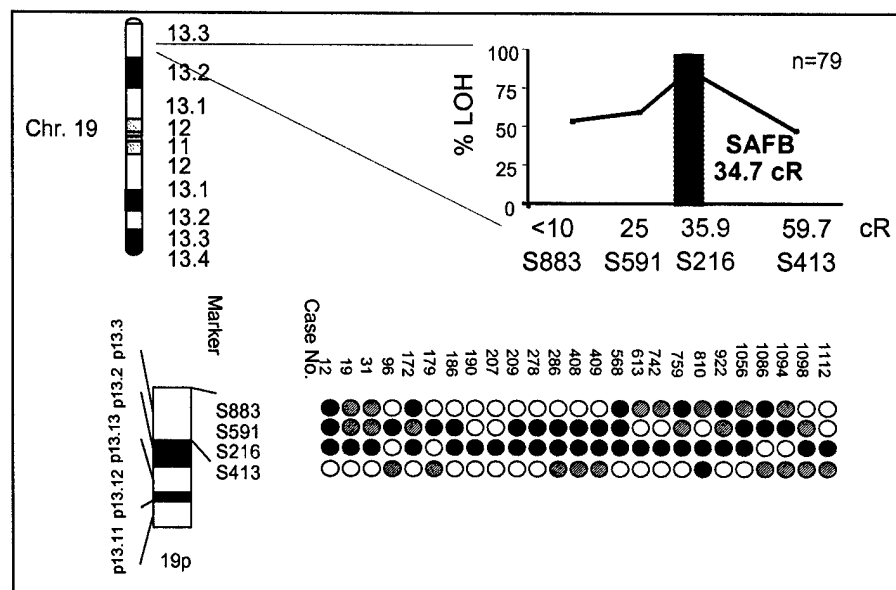 13.3
13.2
13.1
Chr. 19
12
11
12
13.1
13.2
13.3
13.4
% LOH
100
75
50
25
0
n=79
SAFB
34.7 cR
<10 25 35.9 59.7 cR
S883 S591 S216 S413
Marker
Case No.
12 19 31 96 172 179 186 190 207 209 278 286 408 409 568 613 742 759 810 922 1056 1086 1094 1098 1112
p13.11 p13.12 p13.13 p13.2 p13.3
S883
S591
S216
S413
19p